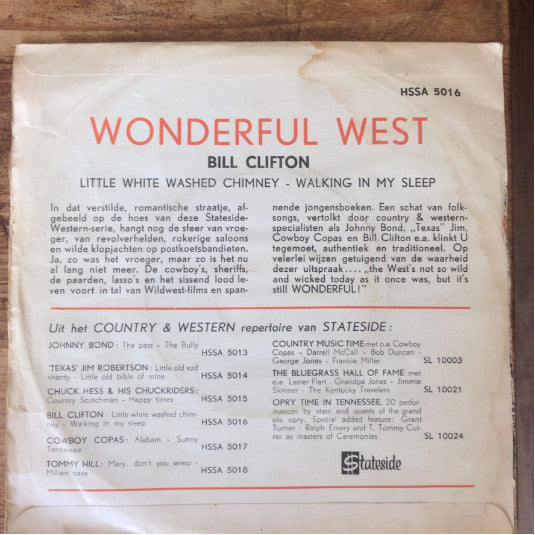 HSSA 5016
WONDERFUL WEST
BILL CLIFTON
LITTLE WHITE WASHED CHIMNEY - WALKING IN MY SLEEP
In dat verstilde, romantische straatje, af-
gebeeld op de hoes van deze Stateside-
Western-serie, hangt nog de sfeer van vroe-
ger, van revolverhelden, rokerige saloons
en wilde klopjachten op postkoetsbandieten.
Ja, zo was het vroeger, maar zo is het nu
al lang niet meer. De cowboy's, sheriffs,
de paarden, lasso's en het sissend lood le-
ven voort in tal van Wildwest-films en span-
nende jongensboeken. Een schat van folk-
songs, vertolkt door country & western-
specialisten als Johnny Bond, „Texas" Jim,
Cowboy Copas en Bill Clifton e.a. klinkt U
tegemoet, authentiek en traditioneel. Op
velerlei wijzen getuigend van de waarheid
dezer uitspraak.....„the West's not so wild
and wicked today as it once was, but it's
still WONDERFUL!"
Uit het COUNTRY & WESTERN repertoire van STATESIDE:
JOHNNY BOND: The pass - The Bully
HSSA 5013
'TEXAS' JIM ROBERTSON: Little old sod
shanty - Little old bible of mine HSSA 5014
CHUCK HESS & HIS CHUCKRIDERS:
Country Spotchman - Happy times HSSA 5015
BILL CLIFTON: Little white washed chim-
ney - Walking in my sleep HSSA 5016
COWBOY COPAS: Alabam - Sunny
Tennessee HSSA 5017
TOMMY HILL: Mary, don't you weep -
Millers cave HSSA 5018
COUNTRY MUSIC TIME met o.a. Cowboy
Copas - Darrell McCall - Bob Duncan -
George Jones - Frankie Miller SL 10003
THE BLUEGRASS HALL OF FAME met
o.a. Lester Flatt - Grandpa Jones - Jimmie
Skinner - The Kentucky Travelers SL 10021
OPRY TIME IN TENNESSEE, 20 perfor-
mances by stars and quests of the grand
ole opry. Special added feature: Grant
Turner - Ralph Emery and T. Tommy Cut-
ter as masters of Ceremonies SL 10024
Stateside